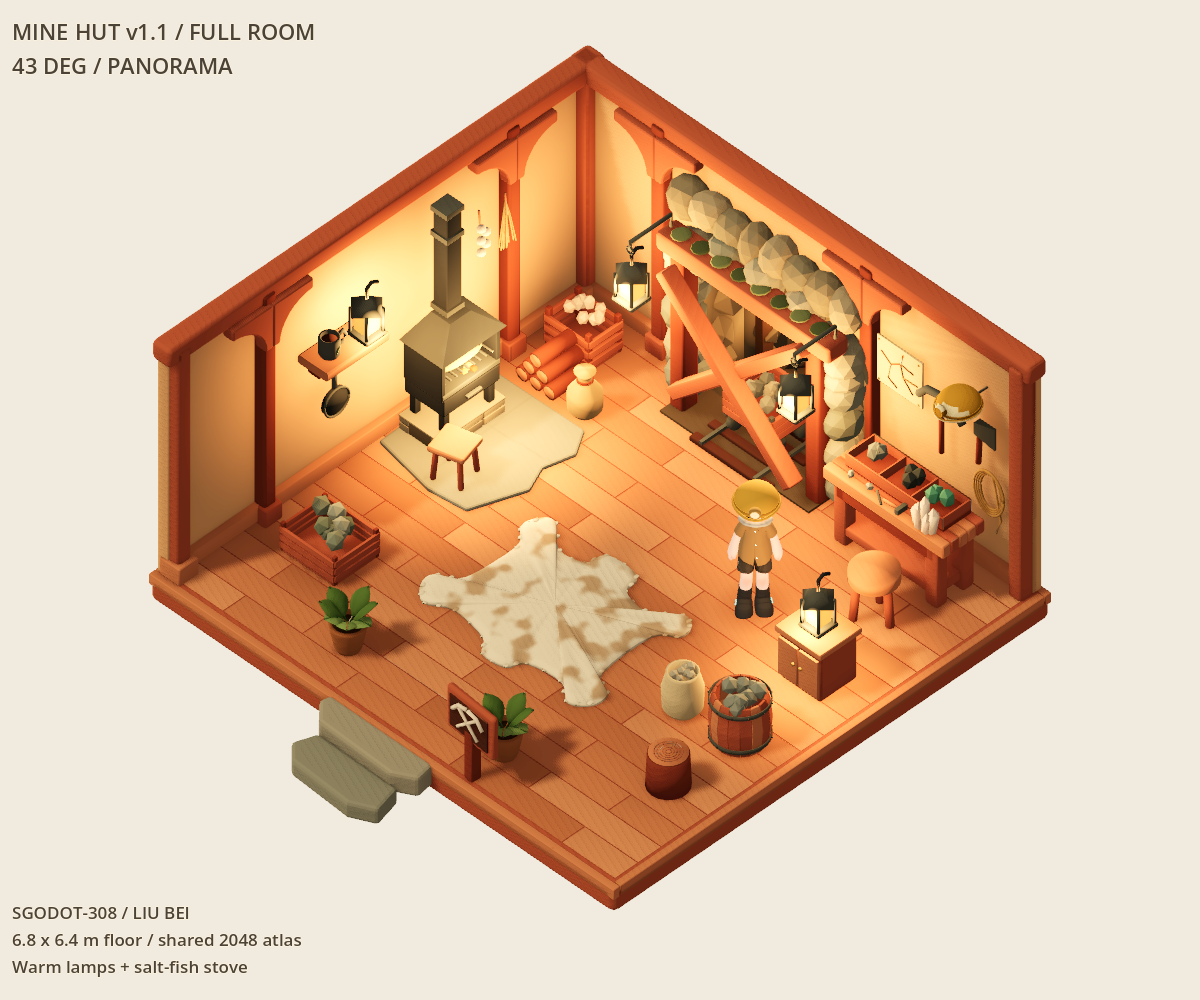 MINE HUT v1.1 / FULL ROOM
43 DEG / PANORAMA
SGODOT-308 / LIU BEI
6.8 x 6.4 m floor / shared 2048 atlas
Warm lamps + salt-fish stove